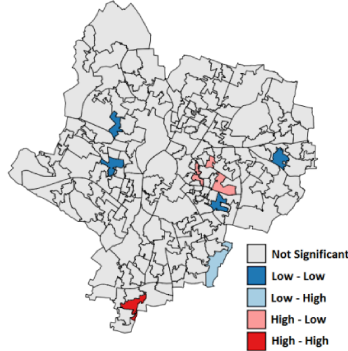 Not Significant
Low - Low
Low - High
High - Low
High - High